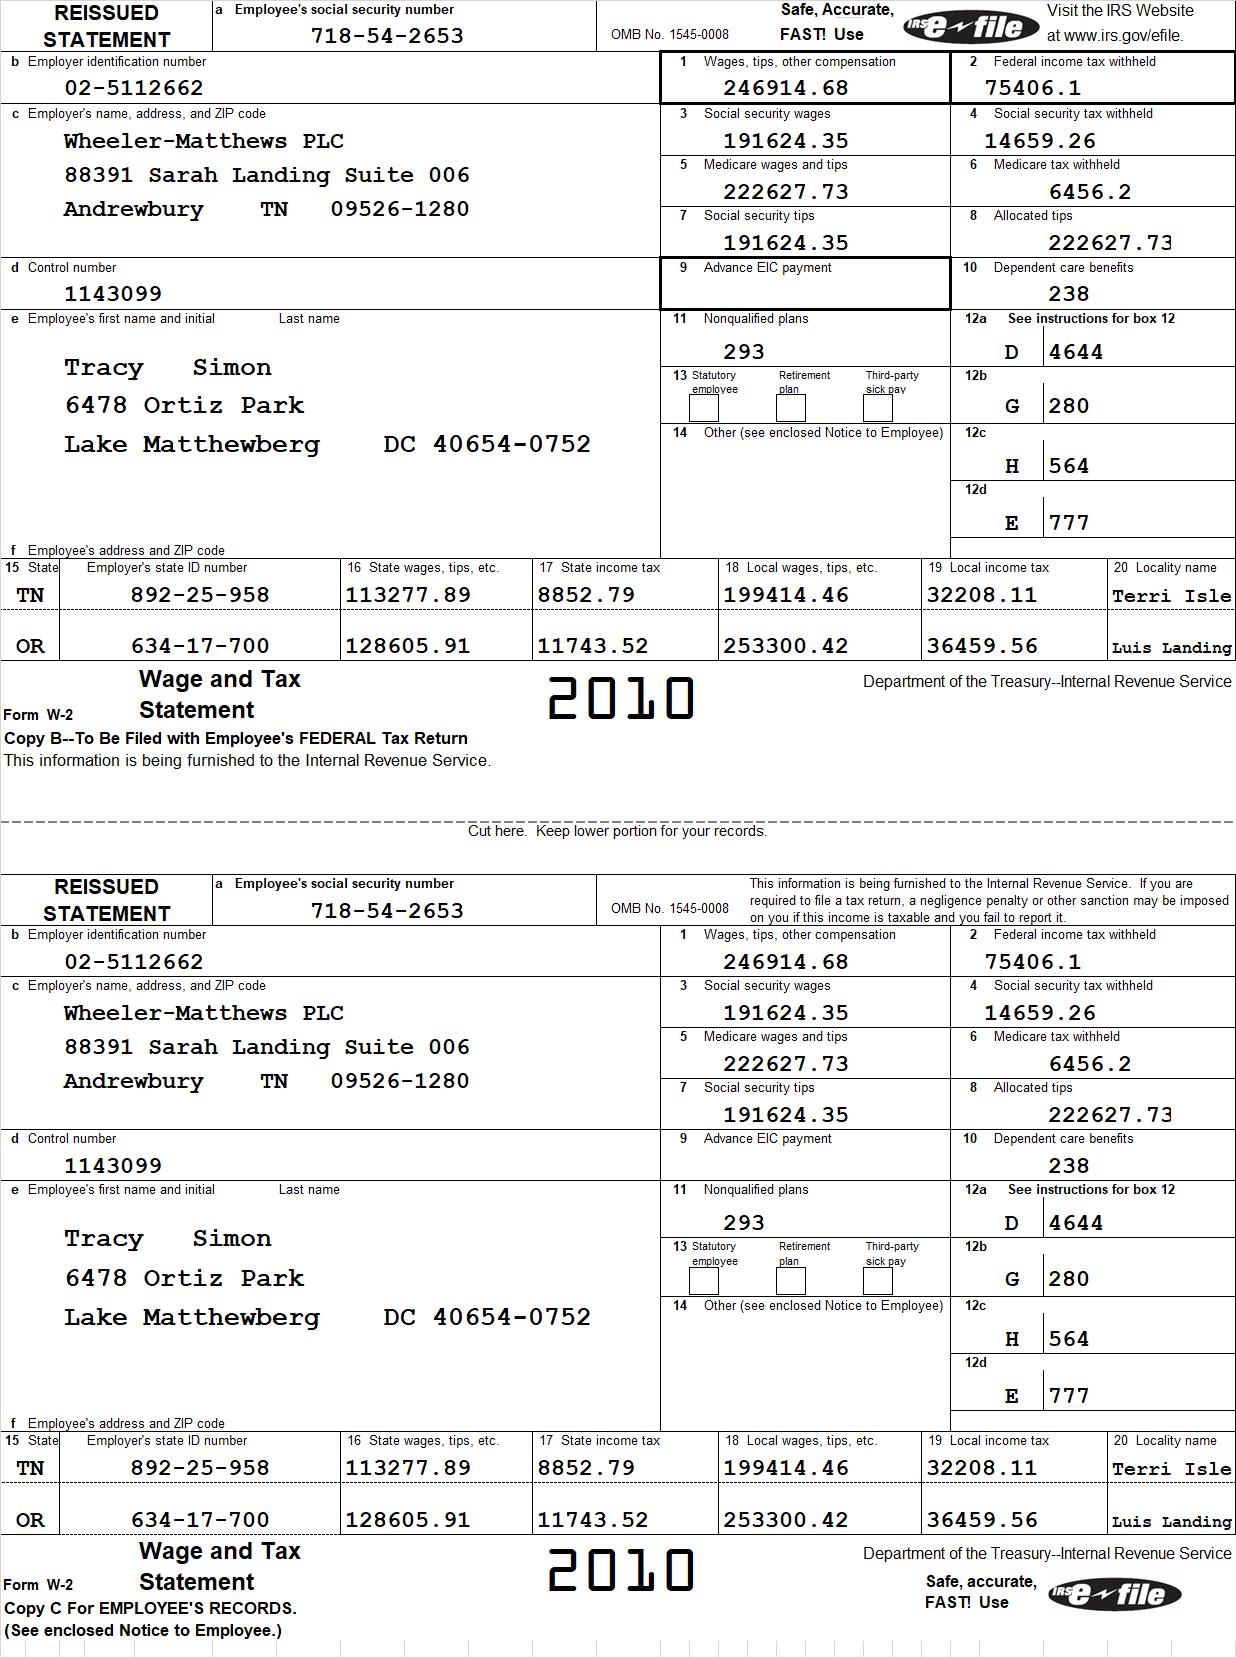 REISSUED STATEMENT
a Employee's social security number
718-54-2653
OMB No. 1545-0008
Safe, Accurate, FAST! Use
IRS e-file
Visit the IRS Website at www.irs.gov/efile.
b Employer identification number
02-5112662
1 Wages, tips, other compensation
246914.68
2 Federal income tax withheld
75406.1
c Employer's name, address, and ZIP code
Wheeler-Matthews PLC
88391 Sarah Landing Suite 006
Andrewbury TN 09526-1280
3 Social security wages
191624.35
4 Social security tax withheld
14659.26
5 Medicare wages and tips
222627.73
6 Medicare tax withheld
6456.2
7 Social security tips
191624.35
8 Allocated tips
222627.73
d Control number
1143099
9 Advance EIC payment
10 Dependent care benefits
238
e Employee's first name and initial Last name
Tracy Simon
6478 Ortiz Park
Lake Matthewberg DC 40654-0752
11 Nonqualified plans
293
12a See instructions for box 12
D 4644
13 Statutory employee Retirement plan Third-party sick pay
12b
G 280
14 Other (see enclosed Notice to Employee)
12c
H 564
12d
E 777
f Employee's address and ZIP code
15 State Employer's state ID number 16 State wages, tips, etc. 17 State income tax 18 Local wages, tips, etc. 19 Local income tax 20 Locality name
TN 892-25-958 113277.89 8852.79 199414.46 32208.11 Terri Isle
OR 634-17-700 128605.91 11743.52 253300.42 36459.56 Luis Landing
Form W-2 Wage and Tax Statement
2010
Department of the Treasury--Internal Revenue Service
Copy B--To Be Filed with Employee's FEDERAL Tax Return
This information is being furnished to the Internal Revenue Service.
Cut here. Keep lower portion for your records.
REISSUED STATEMENT
a Employee's social security number
718-54-2653
OMB No. 1545-0008
This information is being furnished to the Internal Revenue Service. If you are
required to file a tax return, a negligence penalty or other sanction may be imposed
on you if this income is taxable and you fail to report it.
b Employer identification number
02-5112662
1 Wages, tips, other compensation
246914.68
2 Federal income tax withheld
75406.1
c Employer's name, address, and ZIP code
Wheeler-Matthews PLC
88391 Sarah Landing Suite 006
Andrewbury TN 09526-1280
3 Social security wages
191624.35
4 Social security tax withheld
14659.26
5 Medicare wages and tips
222627.73
6 Medicare tax withheld
6456.2
7 Social security tips
191624.35
8 Allocated tips
222627.73
d Control number
1143099
9 Advance EIC payment
10 Dependent care benefits
238
e Employee's first name and initial Last name
Tracy Simon
6478 Ortiz Park
Lake Matthewberg DC 40654-0752
11 Nonqualified plans
293
12a See instructions for box 12
D 4644
13 Statutory employee Retirement plan Third-party sick pay
12b
G 280
14 Other (see enclosed Notice to Employee)
12c
H 564
12d
E 777
f Employee's address and ZIP code
15 State Employer's state ID number 16 State wages, tips, etc. 17 State income tax 18 Local wages, tips, etc. 19 Local income tax 20 Locality name
TN 892-25-958 113277.89 8852.79 199414.46 32208.11 Terri Isle
OR 634-17-700 128605.91 11743.52 253300.42 36459.56 Luis Landing
Form W-2 Wage and Tax Statement
2010
Department of the Treasury--Internal Revenue Service
Safe, accurate, FAST! Use
IRS e-file
Copy C For EMPLOYEE'S RECORDS.
(See enclosed Notice to Employee.)